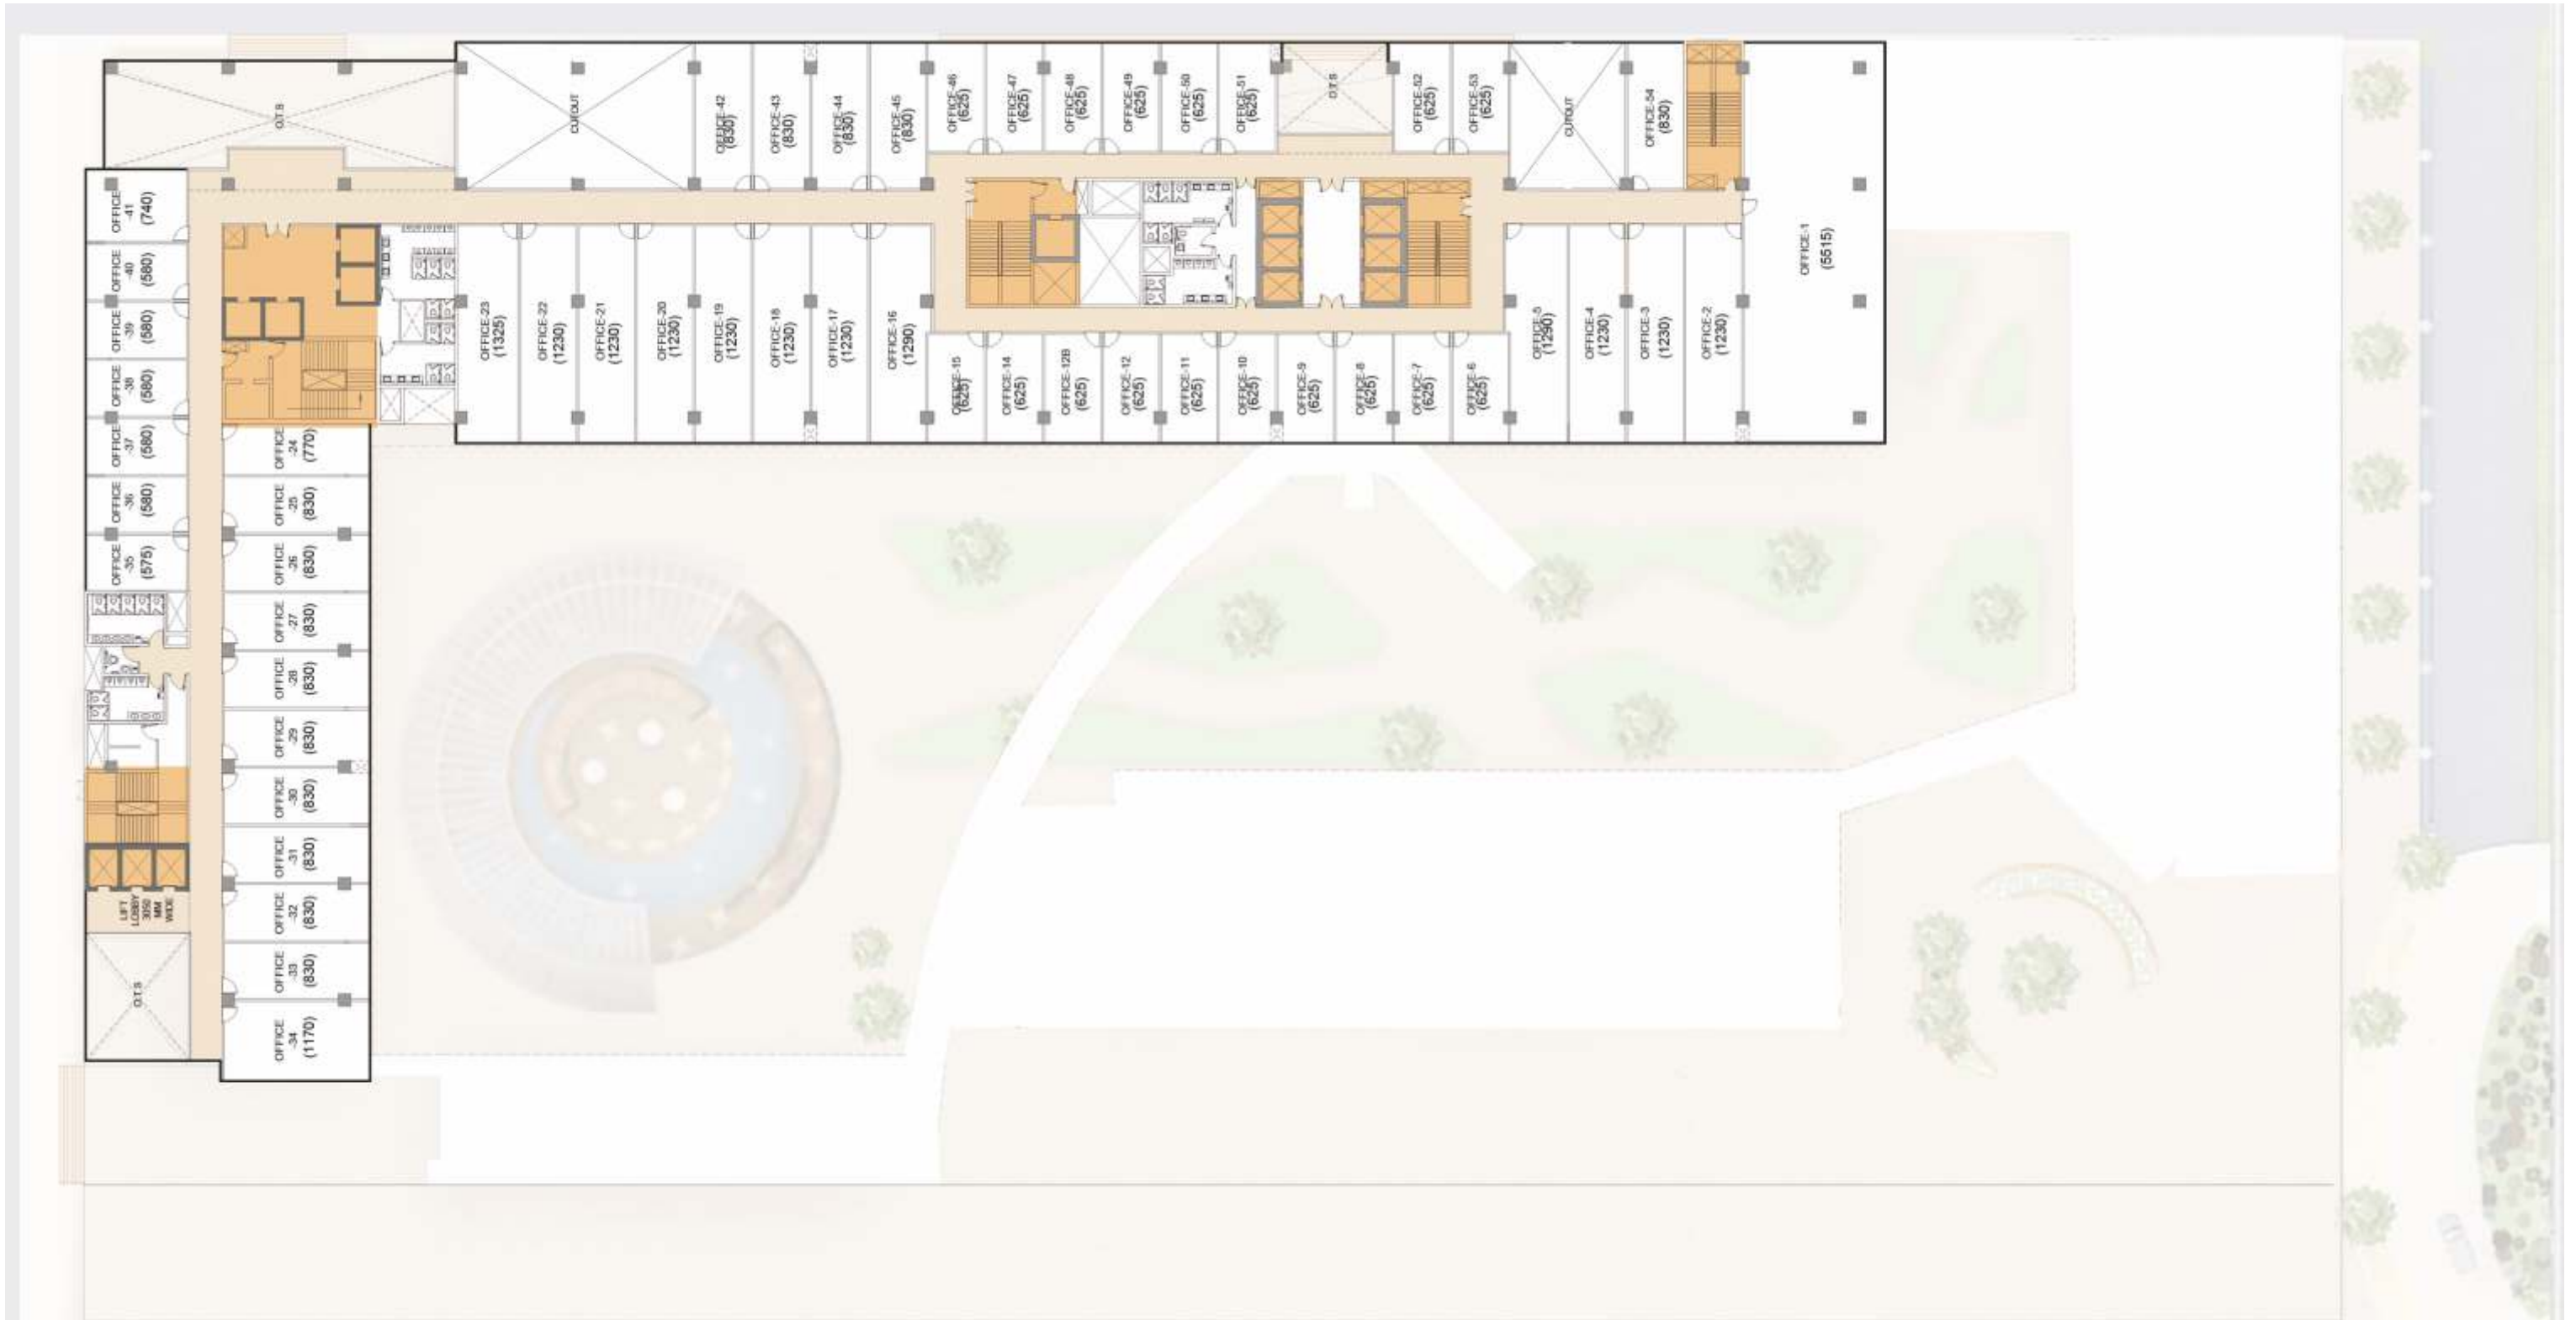 O.T.S
CUTOUT
OFFICE-42
(830)
OFFICE-43
(830)
OFFICE-44
(830)
OFFICE-45
(830)
OFFICE-46
(625)
OFFICE-47
(625)
OFFICE-48
(625)
OFFICE-49
(625)
OFFICE-50
(625)
OFFICE-51
(625)
O.T.S
OFFICE-52
(625)
OFFICE-53
(625)
CUTOUT
OFFICE-54
(830)
OFFICE-1
(5515)
OFFICE
-41
(740)
OFFICE
-40
(580)
OFFICE
-39
(580)
OFFICE
-38
(580)
OFFICE
-37
(580)
OFFICE
-36
(580)
OFFICE
-35
(575)
OFFICE-23
(1325)
OFFICE-22
(1230)
OFFICE-21
(1230)
OFFICE-20
(1230)
OFFICE-19
(1230)
OFFICE-18
(1230)
OFFICE-17
(1230)
OFFICE-16
(1290)
OFFICE-15
(625)
OFFICE-14
(625)
OFFICE-12B
(625)
OFFICE-12
(625)
OFFICE-11
(625)
OFFICE-10
(625)
OFFICE-9
(625)
OFFICE-8
(625)
OFFICE-7
(625)
OFFICE-6
(625)
OFFICE-5
(1290)
OFFICE-4
(1230)
OFFICE-3
(1230)
OFFICE-2
(1230)
OFFICE
-24
(770)
OFFICE
-25
(830)
OFFICE
-26
(830)
OFFICE
-27
(830)
OFFICE
-28
(830)
OFFICE
-29
(830)
OFFICE
-30
(830)
OFFICE
-31
(830)
OFFICE
-32
(830)
OFFICE
-33
(830)
OFFICE
-34
(1170)
LIFT
LOBBY
3050
MM
WIDE
O.T.S